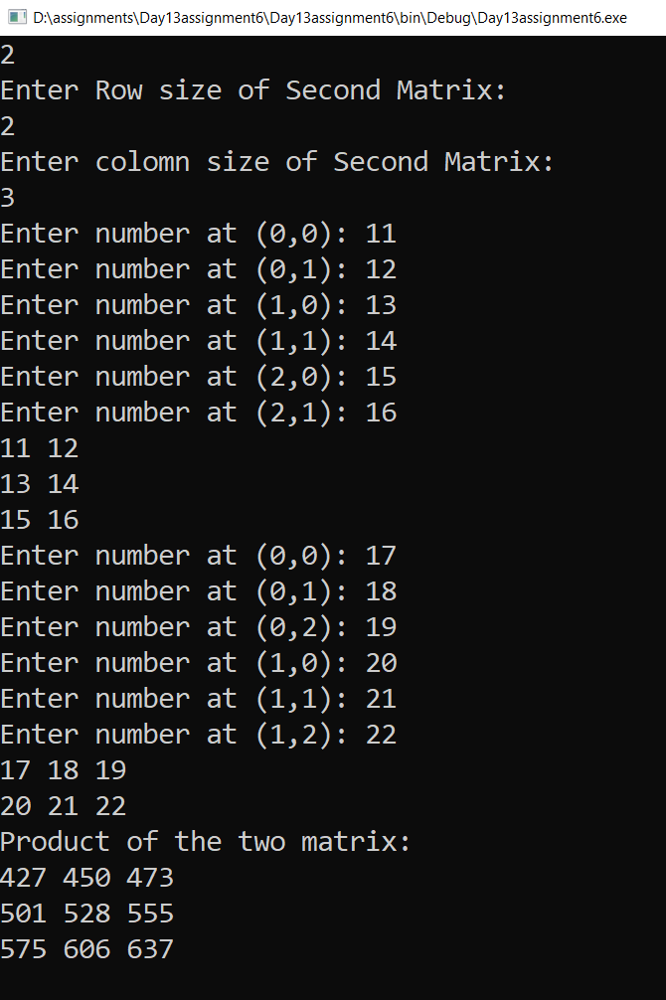 D:\assignments\Day13assignment6\Day13assignment6\bin\Debug\Day13assignment6.exe
2
Enter Row size of Second Matrix:
2
Enter colomn size of Second Matrix:
3
Enter number at (0,0): 11
Enter number at (0,1): 12
Enter number at (1,0): 13
Enter number at (1,1): 14
Enter number at (2,0): 15
Enter number at (2,1): 16
11 12
13 14
15 16
Enter number at (0,0): 17
Enter number at (0,1): 18
Enter number at (0,2): 19
Enter number at (1,0): 20
Enter number at (1,1): 21
Enter number at (1,2): 22
17 18 19
20 21 22
Product of the two matrix:
427 450 473
501 528 555
575 606 637